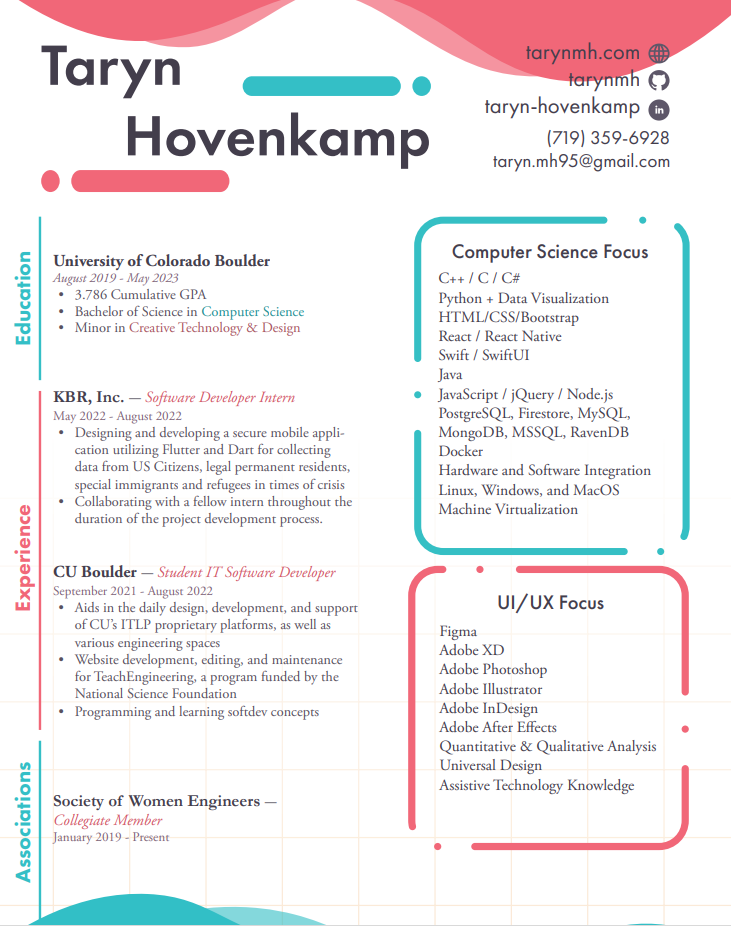 Taryn
Hovenkamp
tarynmh.com
tarynmh
taryn-hovenkamp
in
(719) 359-6928
taryn.mh95@gmail.com
Education
University of Colorado Boulder
August 2019 - May 2023
• 3.786 Cumulative GPA
• Bachelor of Science in Computer Science
• Minor in Creative Technology & Design
Experience
KBR, Inc. — Software Developer Intern
May 2022 - August 2022
• Designing and developing a secure mobile appli-
cation utilizing Flutter and Dart for collecting
data from US Citizens, legal permanent residents,
special immigrants and refugees in times of crisis
• Collaborating with a fellow intern throughout the
duration of the project development process.
CU Boulder — Student IT Software Developer
September 2021 - August 2022
• Aids in the daily design, development, and support
of CU's ITLP proprietary platforms, as well as
various engineering spaces
• Website development, editing, and maintenance
for TeachEngineering, a program funded by the
National Science Foundation
• Programming and learning softdev concepts
Associations
Society of Women Engineers —
Collegiate Member
January 2019 - Present
Computer Science Focus
C++ / C / C#
Python + Data Visualization
HTML/CSS/Bootstrap
React / React Native
Swift / SwiftUI
Java
JavaScript / jQuery / Node.js
PostgreSQL, Firestore, MySQL,
MongoDB, MSSQL, RavenDB
Docker
Hardware and Software Integration
Linux, Windows, and MacOS
Machine Virtualization
UI/UX Focus
Figma
Adobe XD
Adobe Photoshop
Adobe Illustrator
Adobe InDesign
Adobe After Effects
Quantitative & Qualitative Analysis
Universal Design
Assistive Technology Knowledge